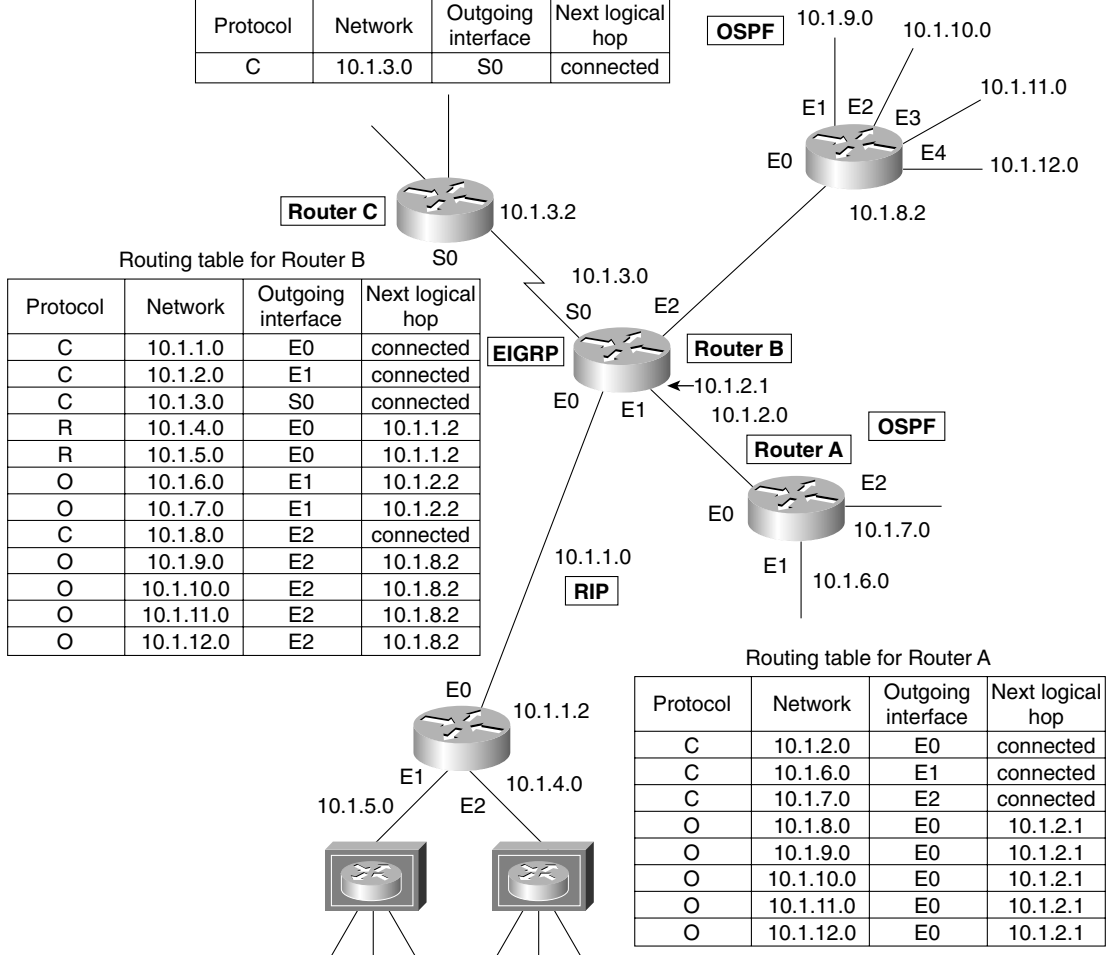 Protocol Network Outgoing interface Next logical hop
C 10.1.3.0 S0 connected
OSPF
10.1.9.0
10.1.10.0
10.1.11.0
10.1.12.0
E1
E2
E3
E4
E0
10.1.8.2
Router C
10.1.3.2
S0
10.1.3.0
S0
E2
EIGRP
Router B
10.1.2.1
E0
E1
10.1.2.0
OSPF
Router A
E2
E0
10.1.7.0
E1
10.1.6.0
10.1.1.0
RIP
Routing table for Router B
Protocol Network Outgoing interface Next logical hop
C 10.1.1.0 E0 connected
C 10.1.2.0 E1 connected
C 10.1.3.0 S0 connected
R 10.1.4.0 E0 10.1.1.2
R 10.1.5.0 E0 10.1.1.2
O 10.1.6.0 E1 10.1.2.2
O 10.1.7.0 E1 10.1.2.2
C 10.1.8.0 E2 connected
O 10.1.9.0 E2 10.1.8.2
O 10.1.10.0 E2 10.1.8.2
O 10.1.11.0 E2 10.1.8.2
O 10.1.12.0 E2 10.1.8.2
E0
10.1.1.2
E1
10.1.4.0
10.1.5.0
E2
Routing table for Router A
Protocol Network Outgoing interface Next logical hop
C 10.1.2.0 E0 connected
C 10.1.6.0 E1 connected
C 10.1.7.0 E2 connected
O 10.1.8.0 E0 10.1.2.1
O 10.1.9.0 E0 10.1.2.1
O 10.1.10.0 E0 10.1.2.1
O 10.1.11.0 E0 10.1.2.1
O 10.1.12.0 E0 10.1.2.1